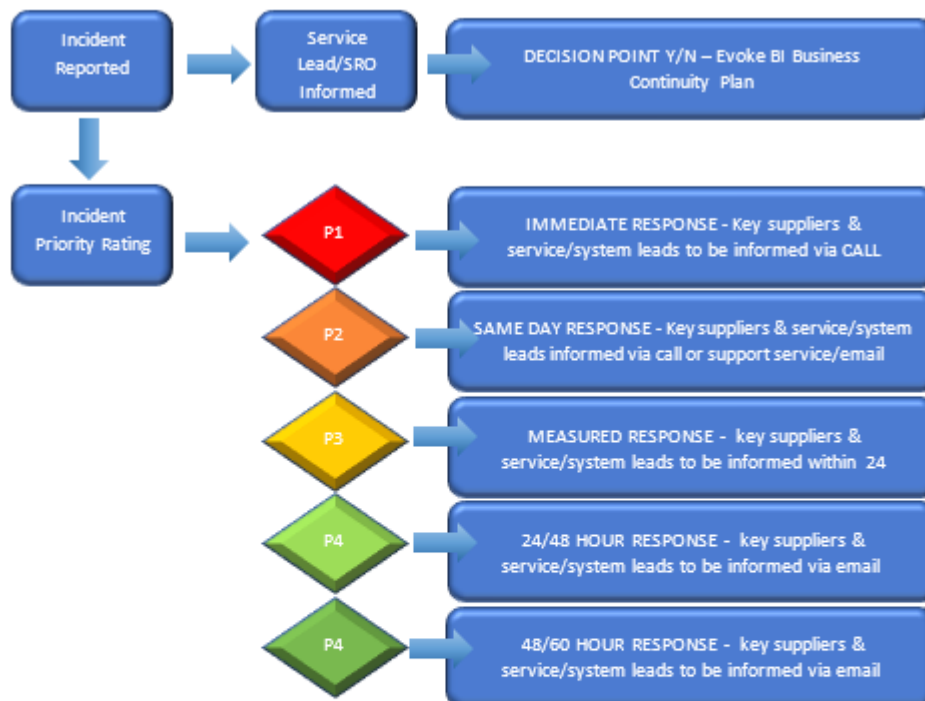 Incident
Reported
Service
Lead/SRO
Informed
DECISION POINT Y/N – Evoke BI Business
Continuity Plan
Incident
Priority Rating
P1
IMMEDIATE RESPONSE - Key suppliers &
service/system leads to be informed via CALL
P2
SAME DAY RESPONSE - Key suppliers & service/system
leads informed via call or support service/email
P3
MEASURED RESPONSE - key suppliers &
service/system leads to be informed within 24
P4
24/48 HOUR RESPONSE - key suppliers &
service/system leads to be informed via email
P4
48/60 HOUR RESPONSE - key suppliers &
service/system leads to be informed via email